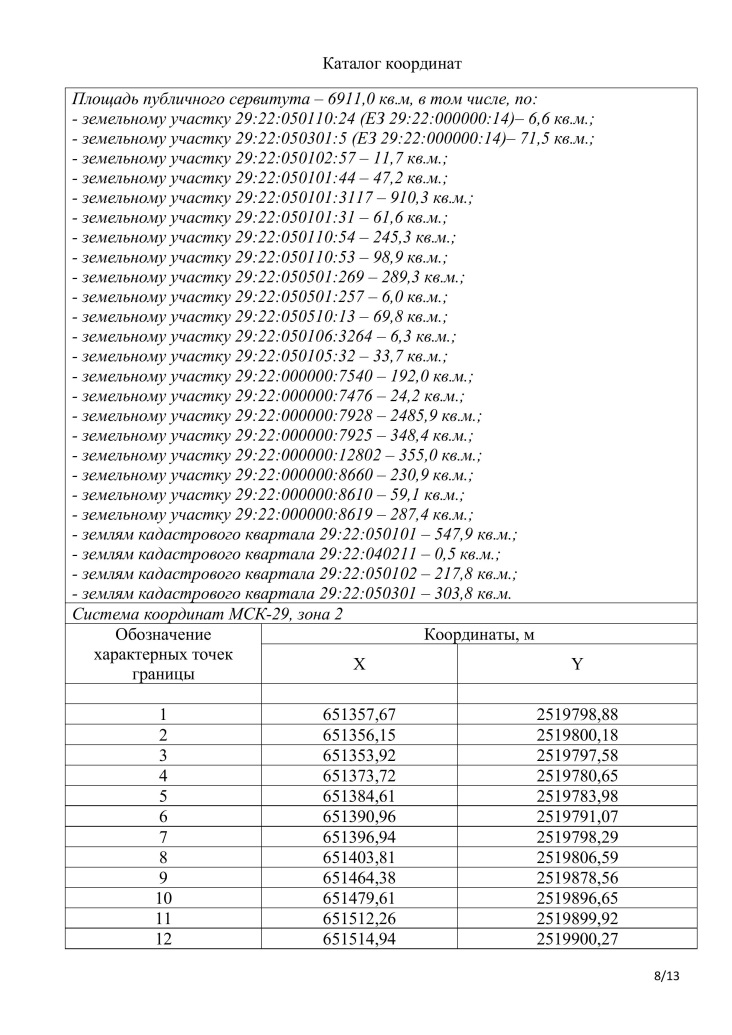 Каталог координат
Площадь публичного сервитута – 6911,0 кв.м, в том числе, по:
- земельному участку 29:22:050110:24 (ЕЗ 29:22:000000:14)– 6,6 кв.м.;
- земельному участку 29:22:050301:5 (ЕЗ 29:22:000000:14)– 71,5 кв.м.;
- земельному участку 29:22:050102:57 – 11,7 кв.м.;
- земельному участку 29:22:050101:44 – 47,2 кв.м.;
- земельному участку 29:22:050101:3117 – 910,3 кв.м.;
- земельному участку 29:22:050101:31 – 61,6 кв.м.;
- земельному участку 29:22:050110:54 – 245,3 кв.м.;
- земельному участку 29:22:050110:53 – 98,9 кв.м.;
- земельному участку 29:22:050501:269 – 289,3 кв.м.;
- земельному участку 29:22:050501:257 – 6,0 кв.м.;
- земельному участку 29:22:050510:13 – 69,8 кв.м.;
- земельному участку 29:22:050106:3264 – 6,3 кв.м.;
- земельному участку 29:22:050105:32 – 33,7 кв.м.;
- земельному участку 29:22:000000:7540 – 192,0 кв.м.;
- земельному участку 29:22:000000:7476 – 24,2 кв.м.;
- земельному участку 29:22:000000:7928 – 2485,9 кв.м.;
- земельному участку 29:22:000000:7925 – 348,4 кв.м.;
- земельному участку 29:22:000000:12802 – 355,0 кв.м.;
- земельному участку 29:22:000000:8660 – 230,9 кв.м.;
- земельному участку 29:22:000000:8610 – 59,1 кв.м.;
- земельному участку 29:22:000000:8619 – 287,4 кв.м.;
- землям кадастрового квартала 29:22:050101 – 547,9 кв.м.;
- землям кадастрового квартала 29:22:040211 – 0,5 кв.м.;
- землям кадастрового квартала 29:22:050102 – 217,8 кв.м.;
- землям кадастрового квартала 29:22:050301 – 303,8 кв.м.
Система координат МСК-29, зона 2
Обозначение
характерных точек
границы
Координаты, м
X Y
1 651357,67 2519798,88
2 651356,15 2519800,18
3 651353,92 2519797,58
4 651373,72 2519780,65
5 651384,61 2519783,98
6 651390,96 2519791,07
7 651396,94 2519798,29
8 651403,81 2519806,59
9 651464,38 2519878,56
10 651479,61 2519896,65
11 651512,26 2519899,92
12 651514,94 2519900,27
8/13